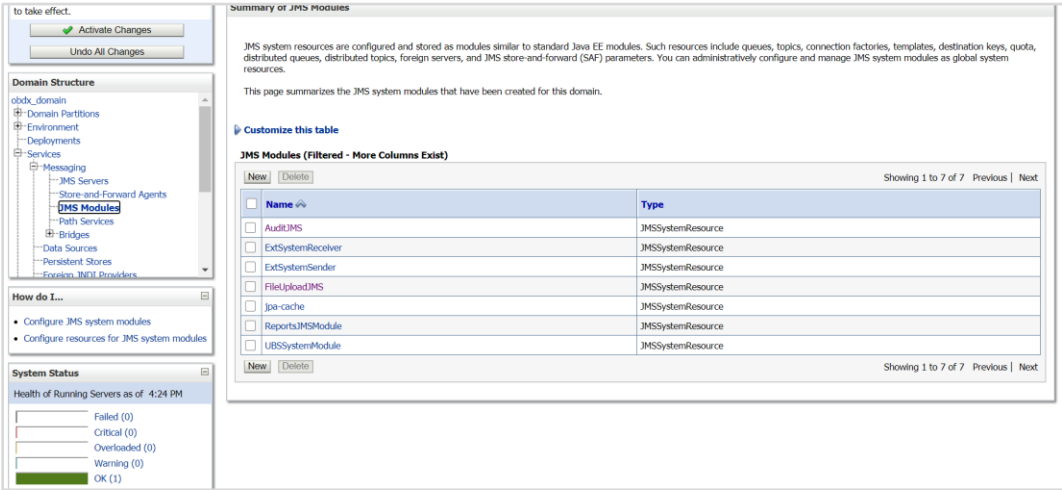 to take effect.
Activate Changes
Undo All Changes
Domain Structure
obdx_domain
Domain Partitions
Environment
Deployments
Services
Messaging
JMS Servers
Store-and-Forward Agents
JMS Modules
Path Services
Bridges
Data Sources
Persistent Stores
Foreign JNDI Providers
How do I...
Configure JMS system modules
Configure resources for JMS system modules
System Status
Health of Running Servers as of 4:24 PM
Failed (0)
Critical (0)
Overloaded (0)
Warning (0)
OK (1)
Summary of JMS Modules
JMS system resources are configured and stored as modules similar to standard Java EE modules. Such resources include queues, topics, connection factories, templates, destination keys, quota,
distributed queues, distributed topics, foreign servers, and JMS store-and-forward (SAF) parameters. You can administratively configure and manage JMS system modules as global system
resources.
This page summarizes the JMS system modules that have been created for this domain.
Customize this table
JMS Modules (Filtered - More Columns Exist)
New Delete Showing 1 to 7 of 7 Previous | Next
Name Type
AuditJMS JMSSystemResource
ExtSystemReceiver JMSSystemResource
ExtSystemSender JMSSystemResource
FileUploadJMS JMSSystemResource
jpa-cache JMSSystemResource
ReportsJMSModule JMSSystemResource
UBSSystemModule JMSSystemResource
New Delete Showing 1 to 7 of 7 Previous | Next